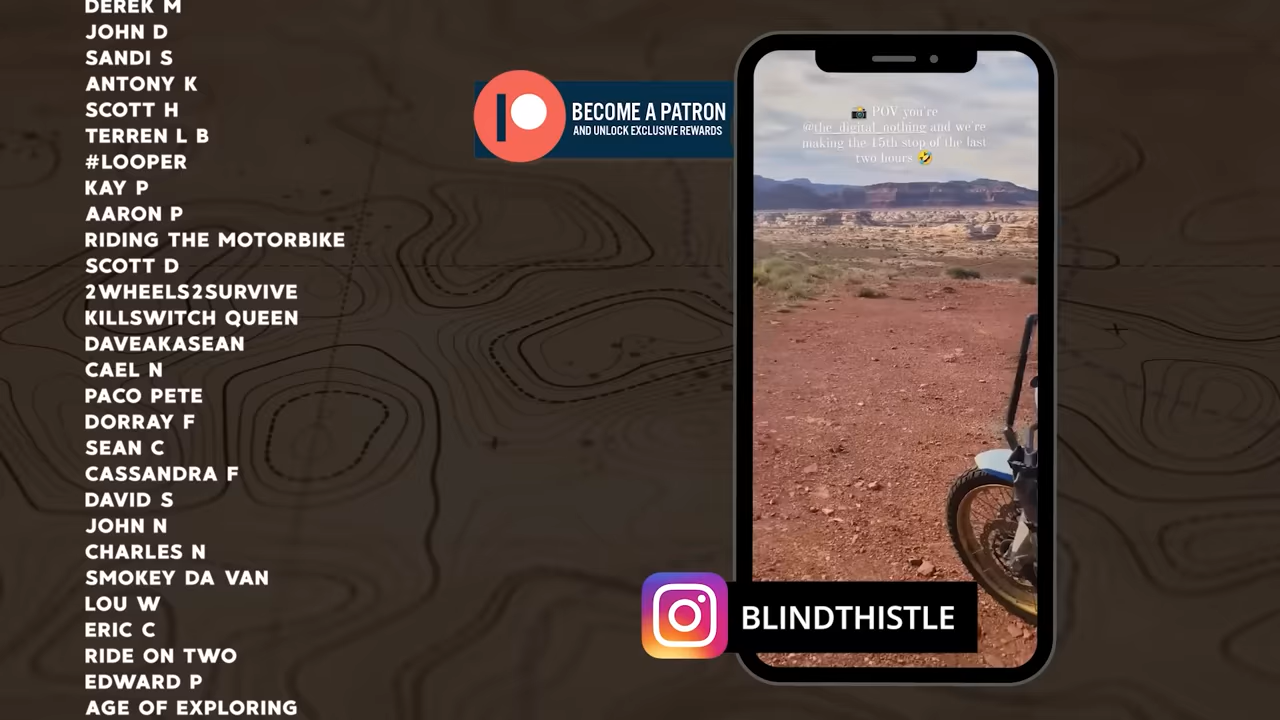 DEREK M
JOHN D
SANDI S
ANTONY K
SCOTT H
TERREN L B
#LOOPER
KAY P
AARON P
RIDING THE MOTORBIKE
SCOTT D
2WHEELS2SURVIVE
KILLSWITCH QUEEN
DAVEAKASEAN
CAEL N
PACO PETE
DORRAY F
SEAN C
CASSANDRA F
DAVID S
JOHN N
CHARLES N
SMOKEY DA VAN
LOU W
ERIC C
RIDE ON TWO
EDWARD P
AGE OF EXPLORING
BECOME A PATRON
AND UNLOCK EXCLUSIVE REWARDS
📸 POV you're
@the_digital_nothing and we're
making the 15th stop of the last
two hours 🤣
BLINDTHISTLE